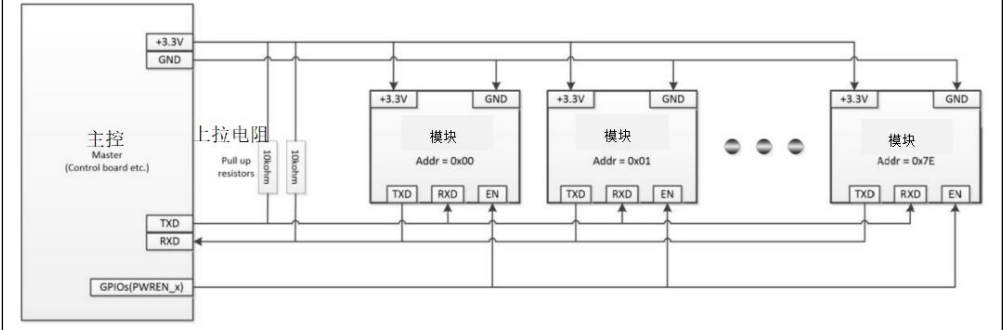 +3.3V
GND
主控
Master
(Control board etc.)
上拉电阻
Pull up
resistors
10kohm
10kohm
TXD
RXD
GPIOs(PWREN_x)
+3.3V
GND
模块
Addr = 0x00
TXD
RXD
EN
+3.3V
GND
模块
Addr = 0x01
TXD
RXD
EN
+3.3V
GND
模块
Addr = 0x7E
TXD
RXD
EN